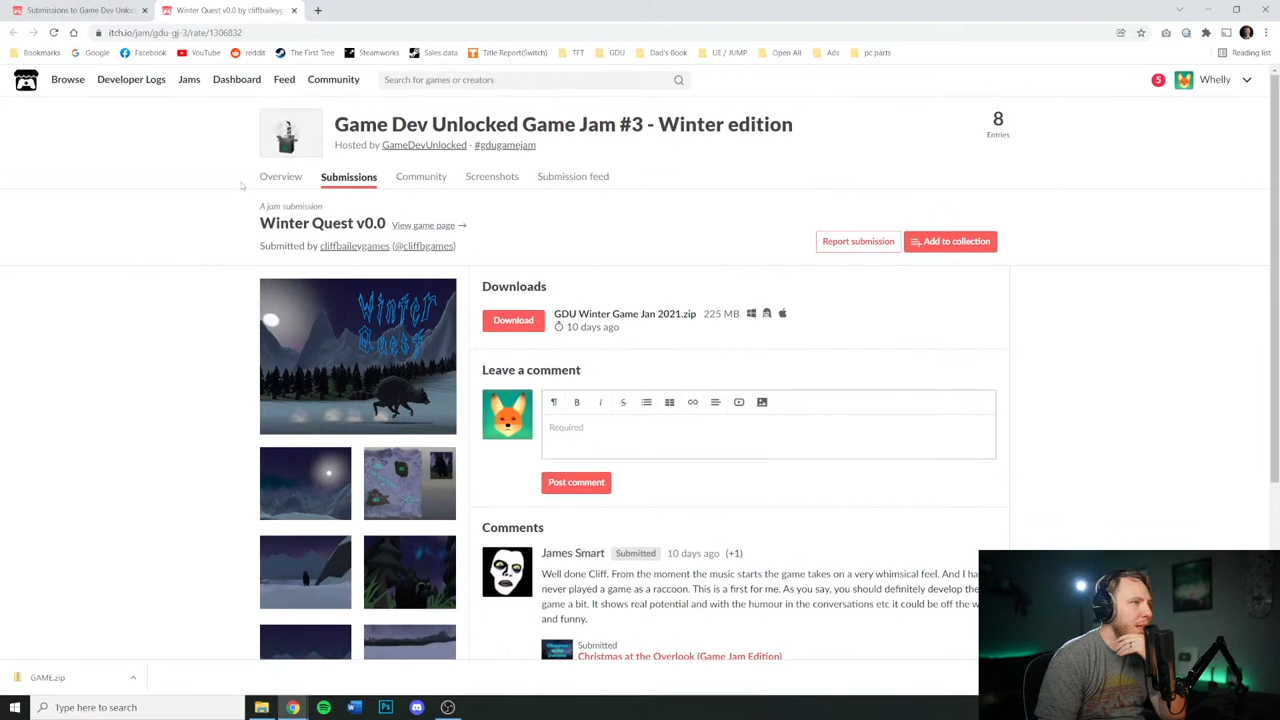 Submissions to Game Dev Unloc
Winter Quest v0.0 by cliffbaileyg
itch.io/jam/gdu-gj-3/rate/1306832
Bookmarks
Google
Facebook
YouTube
reddit
The First Tree
Steamworks
Sales data
Title Report(Switch)
TFT
GDU
Dad's Book
UE / JUMP
Open All
Ads
pc parts
Reading list
Browse
Developer Logs
Jams
Dashboard
Feed
Community
Search for games or creators
5
Whelly
Game Dev Unlocked Game Jam #3 - Winter edition
Hosted by GameDevUnlocked · #gdugamejam
8
Entries
Overview
Submissions
Community
Screenshots
Submission feed
A jam submission
Winter Quest v0.0 View game page →
Submitted by cliffbaileygames (@cliffbgames)
Report submission
Add to collection
Winter
Quest
Downloads
Download
GDU Winter Game Jan 2021.zip 225 MB
10 days ago
Leave a comment
Required
Post comment
Comments
James Smart Submitted 10 days ago (+1)
Well done Cliff. From the moment the music starts the game takes on a very whimsical feel. And I ha
never played a game as a raccoon. This is a first for me. As you say, you should definitely develop the
game a bit. It shows real potential and with the humour in the conversations etc it could be off the w
and funny.
Submitted
Christmas at the Overlook (Game Jam Edition)
GAME.zip
Type here to search